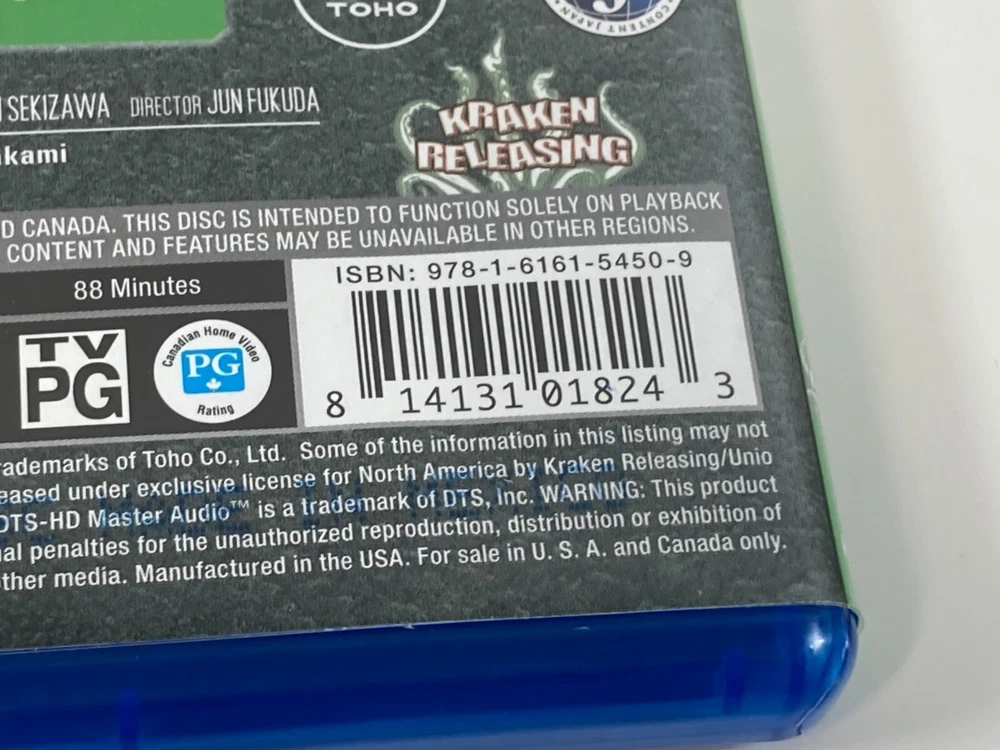 TOHO
CONTENT JAPAN
SEKIZAWA DIRECTOR JUN FUKUDA
KRAKEN
RELEASING
kami
D CANADA. THIS DISC IS INTENDED TO FUNCTION SOLELY ON PLAYBACK
CONTENT AND FEATURES MAY BE UNAVAILABLE IN OTHER REGIONS.
88 Minutes
ISBN: 978-1-6161-5450-9
TV
PG
Canadian Home Video
PG
Rating
8 14131 01824 3
rademarks of Toho Co., Ltd. Some of the information in this listing may not
eased under exclusive license for North America by Kraken Releasing/Unio
DTS-HD Master Audio™ is a trademark of DTS, Inc. WARNING: This product
al penalties for the unauthorized reproduction, distribution or exhibition of
ther media. Manufactured in the USA. For sale in U. S. A. and Canada only.